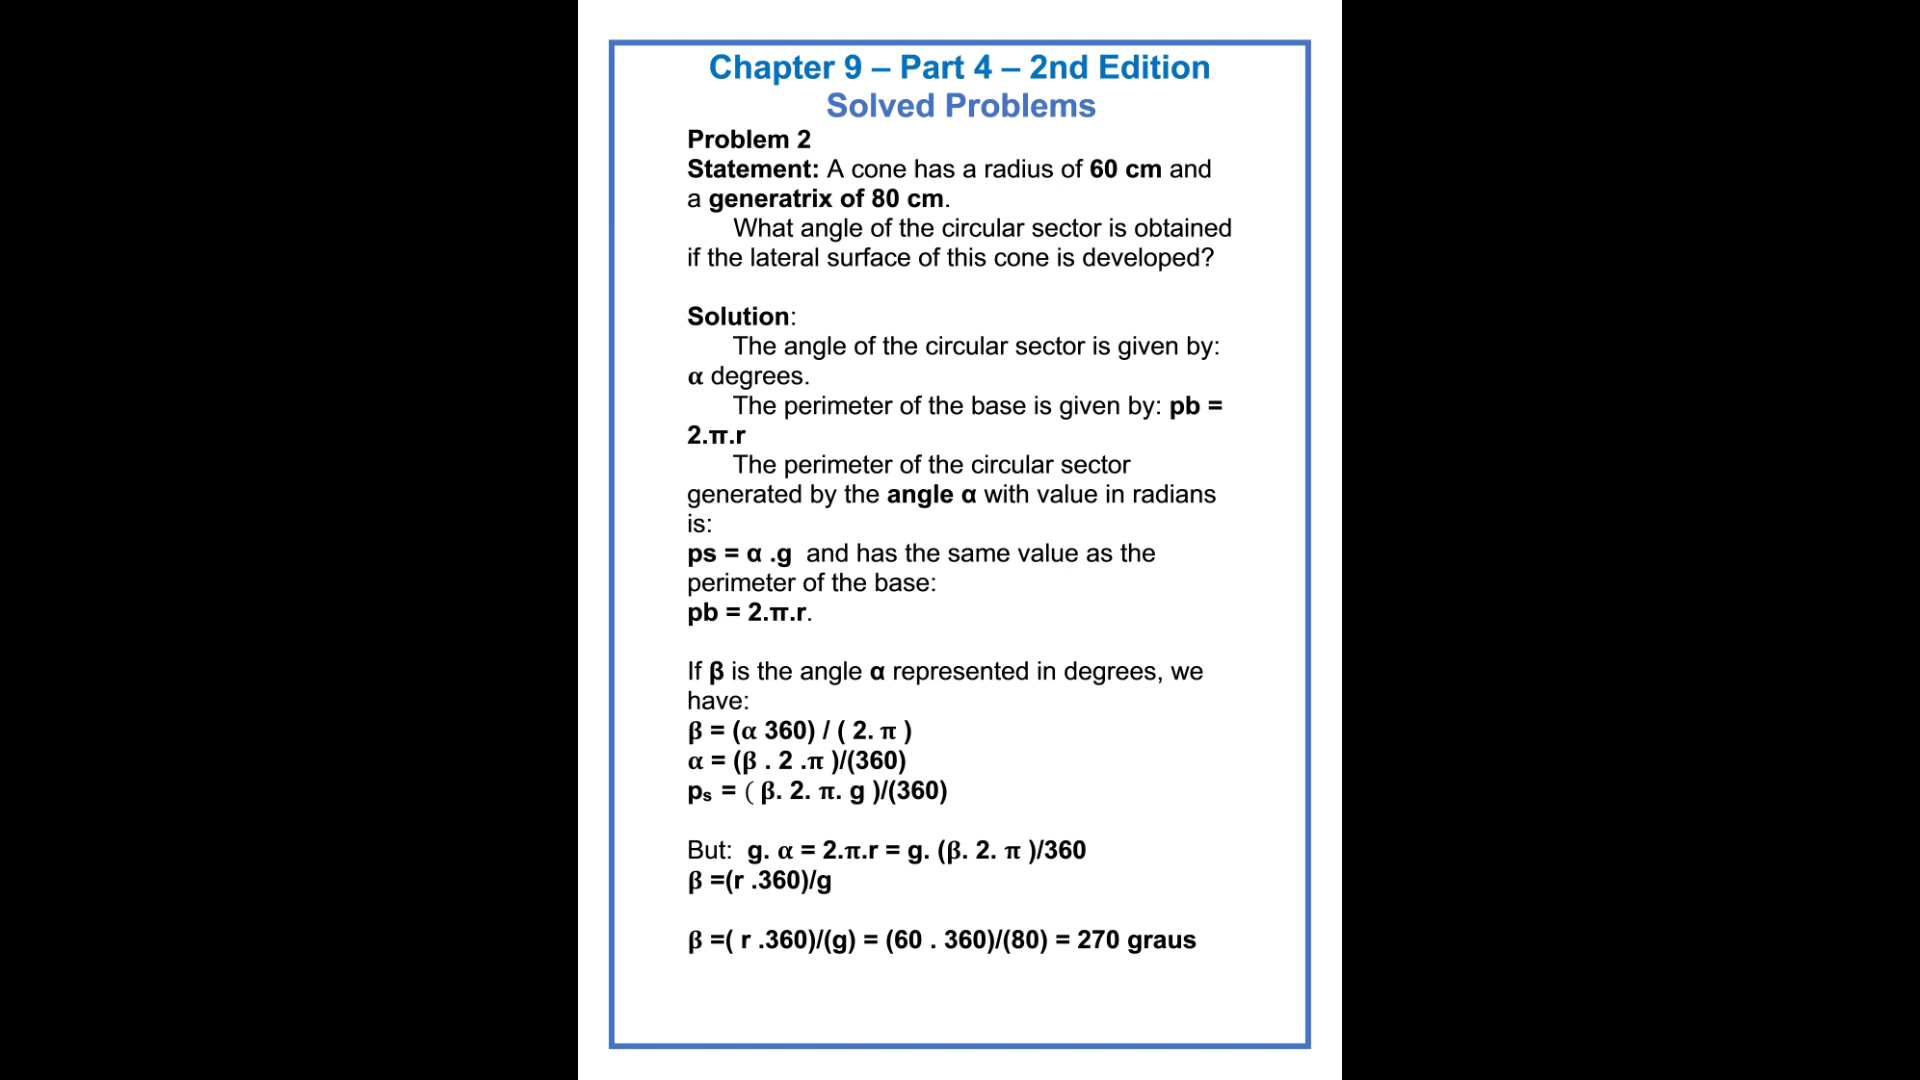 Chapter 9 – Part 4 – 2nd Edition
Solved Problems
Problem 2
Statement: A cone has a radius of 60 cm and
a generatrix of 80 cm.
What angle of the circular sector is obtained
if the lateral surface of this cone is developed?
Solution:
The angle of the circular sector is given by:
α degrees.
The perimeter of the base is given by: pb =
2.π.r
The perimeter of the circular sector
generated by the angle α with value in radians
is:
ps = α .g  and has the same value as the
perimeter of the base:
pb = 2.π.r.
If β is the angle α represented in degrees, we
have:
β = (α 360) / ( 2. π )
α = (β . 2 .π )/(360)
pₛ = ( β. 2. π. g )/(360)
But:  g. α = 2.π.r = g. (β. 2. π )/360
β =(r .360)/g
β =( r .360)/(g) = (60 . 360)/(80) = 270 graus